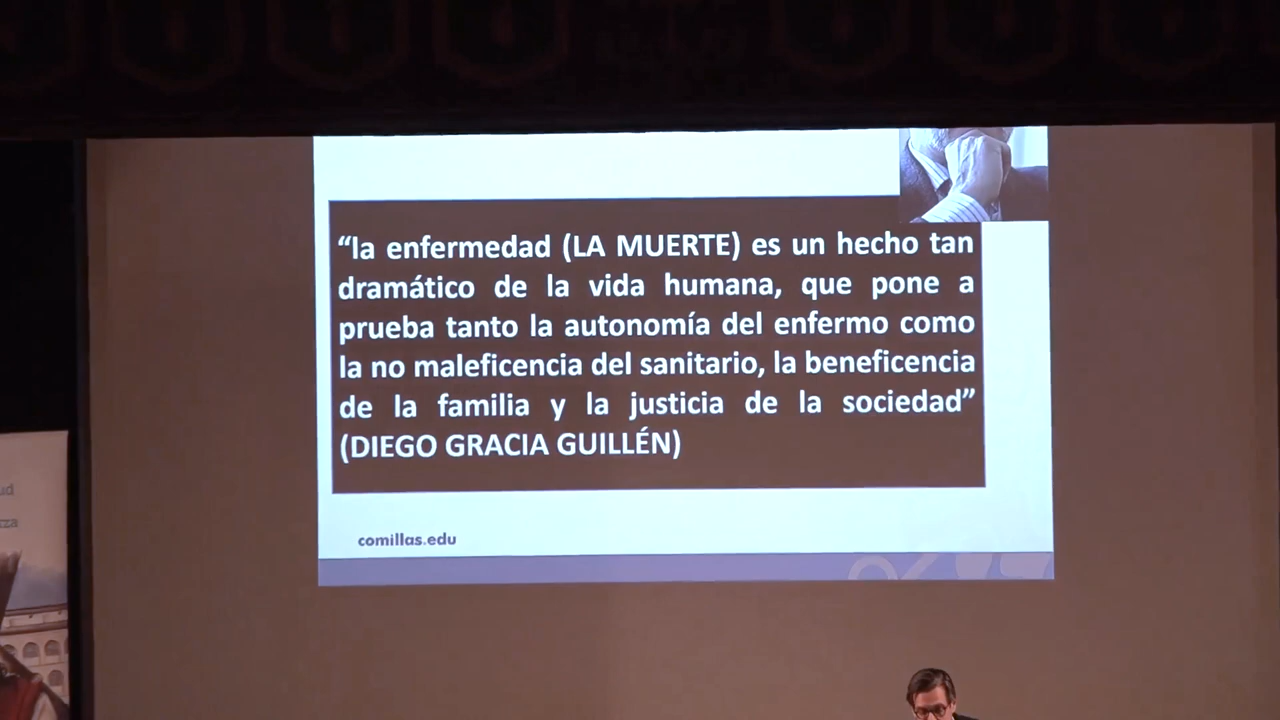 “la enfermedad (LA MUERTE) es un hecho tan
dramático de la vida humana, que pone a
prueba tanto la autonomía del enfermo como
la no maleficencia del sanitario, la beneficencia
de la familia y la justicia de la sociedad”
(DIEGO GRACIA GUILLÉN)
comillas.edu